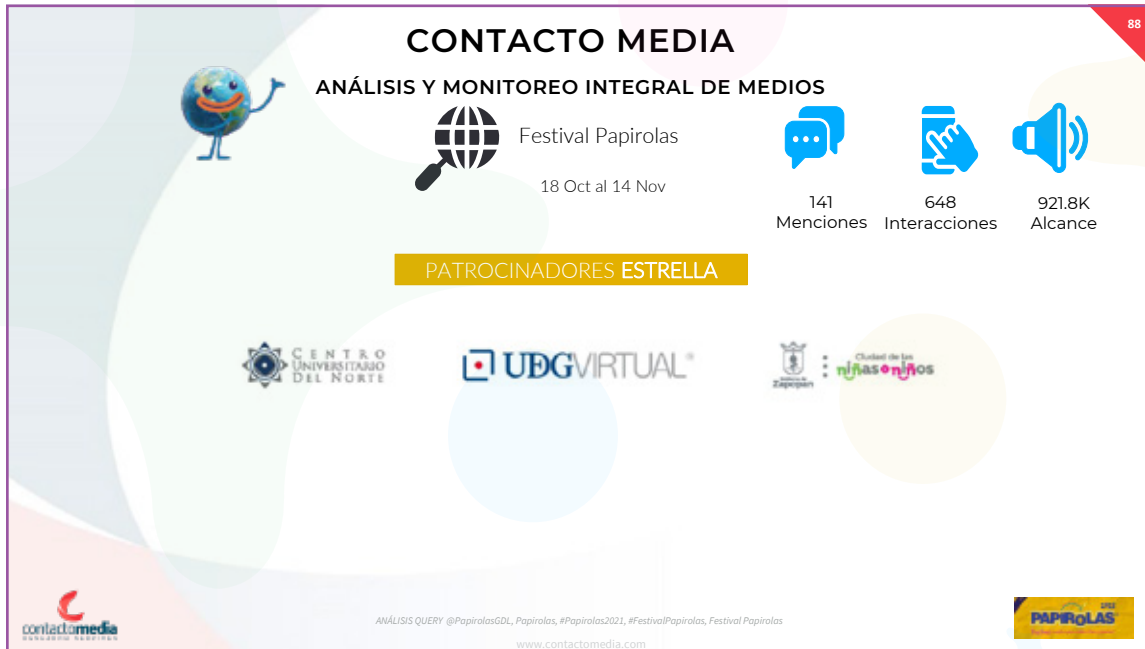 88
CONTACTO MEDIA
ANÁLISIS Y MONITOREO INTEGRAL DE MEDIOS
Festival Papirolas
18 Oct al 14 Nov
141
Menciones
648
Interacciones
921.8K
Alcance
PATROCINADORES ESTRELLA
CENTRO
UNIVERSITARIO
DEL NORTE
UDGVIRTUAL®
Zapopan
Ciudad de las
niñas niños
contactomedia
ANÁLISIS QUERY @PapirolasGDL, Papirolas, #Papirolas2021, #FestivalPapirolas, Festival Papirolas
www.contactomedia.com
PAPIROLAS